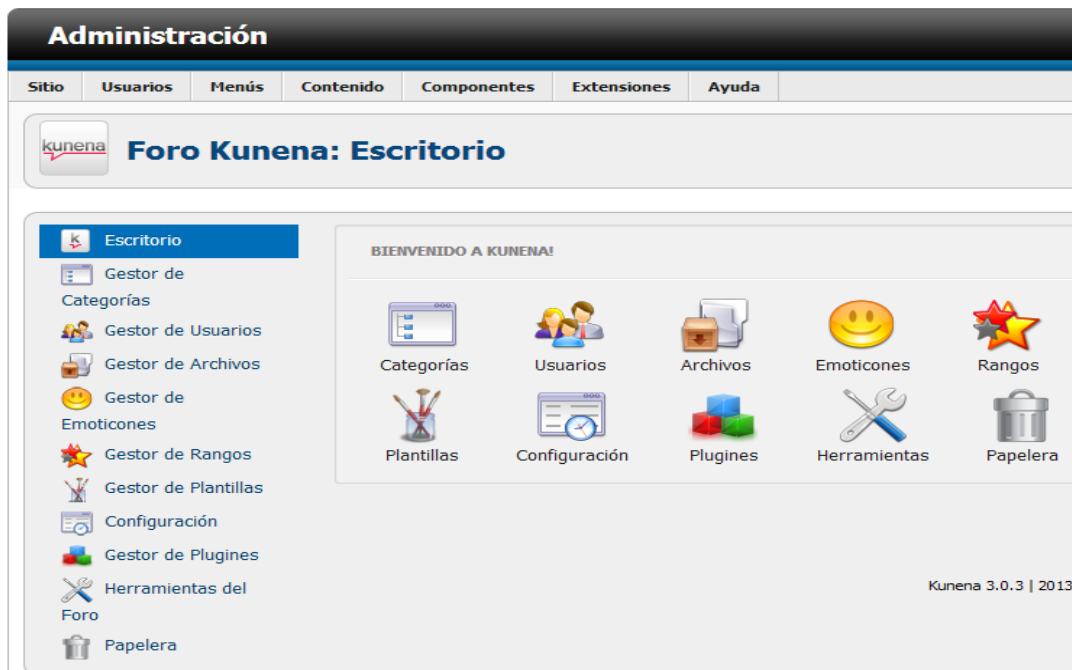 Administración
Sitio Usuarios Menús Contenido Componentes Extensiones Ayuda
kunena Foro Kunena: Escritorio
k Escritorio
Gestor de
Categorías
Gestor de Usuarios
Gestor de Archivos
Gestor de
Emoticones
Gestor de Rangos
Gestor de Plantillas
Configuración
Gestor de Plugines
Herramientas del
Foro
Papelera
BIENVENIDO A KUNENA!
Categorías Usuarios Archivos Emoticones Rangos
Plantillas Configuración Plugines Herramientas Papelera
Kunena 3.0.3 | 2013